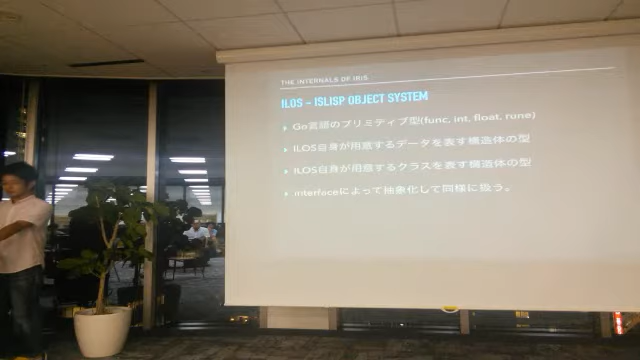 THE INTERNALS OF IRIS
ILOS - ISLISP OBJECT SYSTEM
Go言語のプリミティブ型(func, int, float, rune)
ILOS自身が用意するデータを表す構造体の型
ILOS自身が用意するクラスを表す構造体の型
interfaceによって抽象化して同様に扱う。